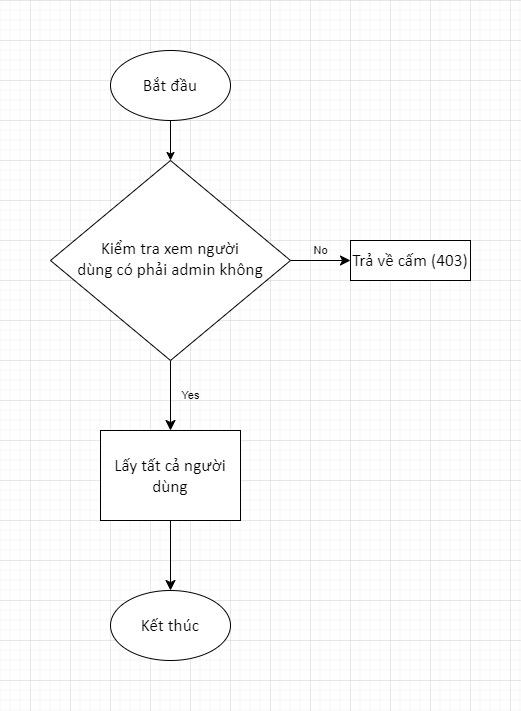 Bắt đầu
Kiểm tra xem người
dùng có phải admin không
No
Trả về cấm (403)
Yes
Lấy tất cả người
dùng
Kết thúc